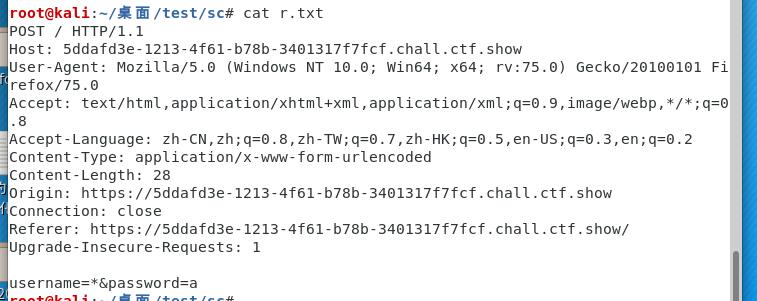 root@kali:~/桌面/test/sc# cat r.txt
POST / HTTP/1.1
Host: 5ddafd3e-1213-4f61-b78b-3401317f7fcf.chall.ctf.show
User-Agent: Mozilla/5.0 (Windows NT 10.0; Win64; x64; rv:75.0) Gecko/20100101 Fi
refox/75.0
Accept: text/html,application/xhtml+xml,application/xml;q=0.9,image/webp,*/*;q=0
.8
Accept-Language: zh-CN,zh;q=0.8,zh-TW;q=0.7,zh-HK;q=0.5,en-US;q=0.3,en;q=0.2
Content-Type: application/x-www-form-urlencoded
Content-Length: 28
Origin: https://5ddafd3e-1213-4f61-b78b-3401317f7fcf.chall.ctf.show
Connection: close
Referer: https://5ddafd3e-1213-4f61-b78b-3401317f7fcf.chall.ctf.show/
Upgrade-Insecure-Requests: 1
username=*&password=a
root@kali:~/桌面/test/sc#